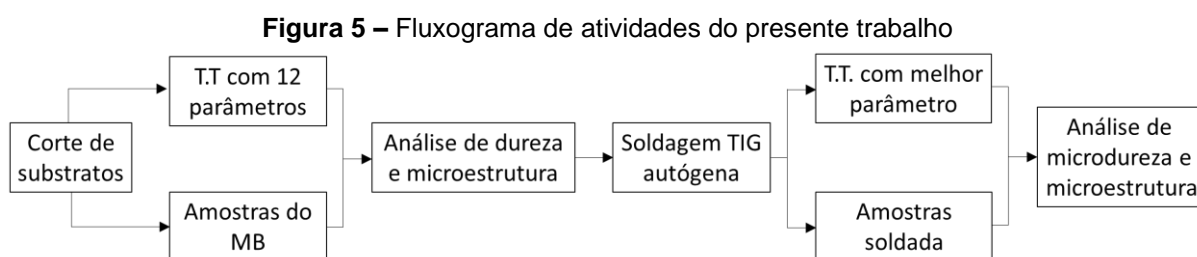 Figura 5 – Fluxograma de atividades do presente trabalho
Corte de
substratos
T.T com 12
parâmetros
Amostras do
MB
Análise de dureza
e microestrutura
Soldagem TIG
autógena
T.T. com melhor
parâmetro
Amostras
soldada
Análise de
microdureza e
microestrutura